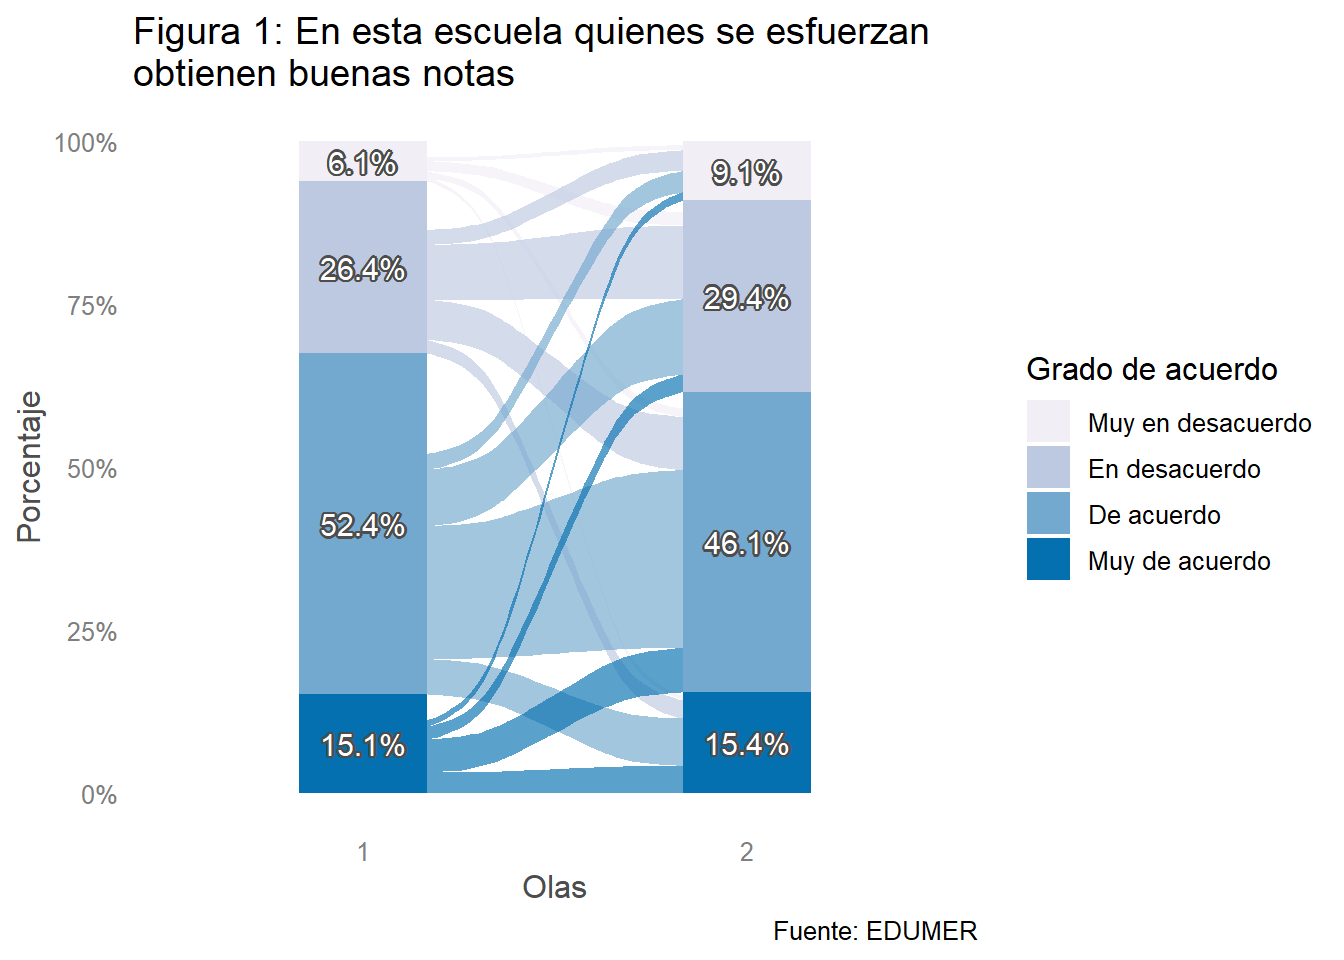 Figura 1: En esta escuela quienes se esfuerzan
obtienen buenas notas
100%
75%
50%
25%
0%
Porcentaje
6.1%
26.4%
52.4%
15.1%
9.1%
29.4%
46.1%
15.4%
1
2
Olas
Grado de acuerdo
Muy en desacuerdo
En desacuerdo
De acuerdo
Muy de acuerdo
Fuente: EDUMER